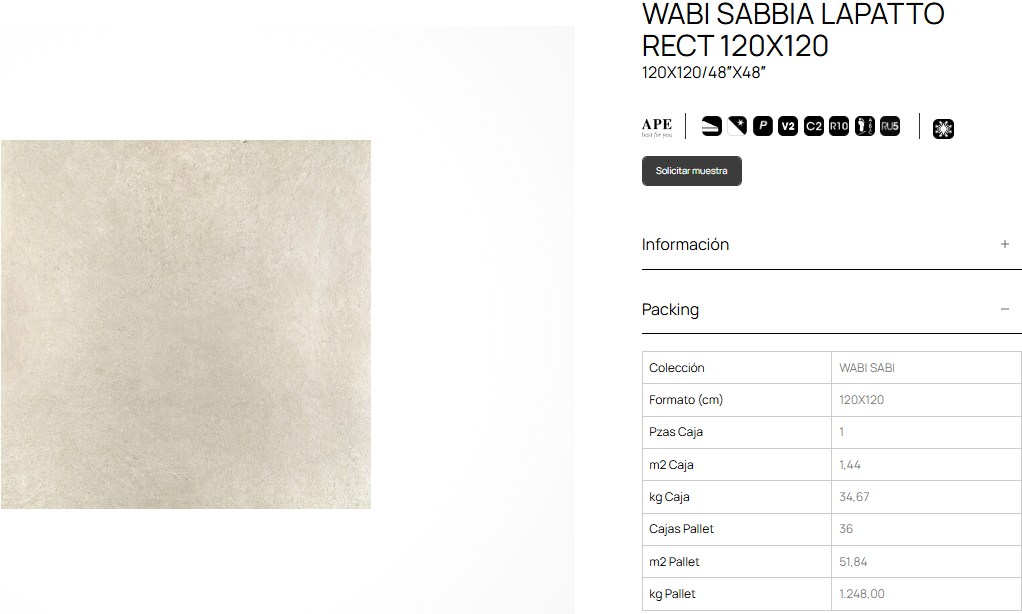 WABI SABBIA LAPATTO
RECT 120X120
120X120/48″X48″
APE
best for you
P V2 C2 R10 RU5
Solicitar muestra
Información +
Packing −
Colección WABI SABI
Formato (cm) 120X120
Pzas Caja 1
m2 Caja 1,44
kg Caja 34,67
Cajas Pallet 36
m2 Pallet 51,84
kg Pallet 1.248,00